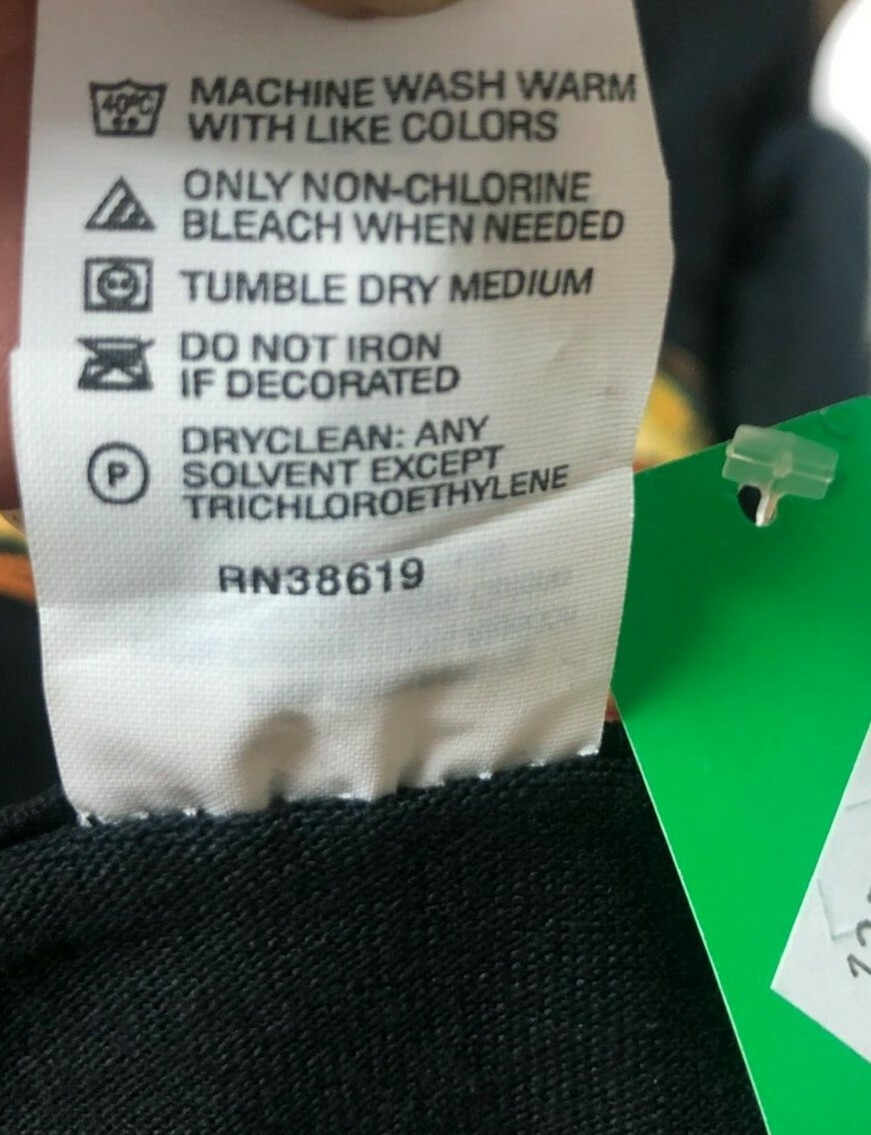 40°C
MACHINE WASH WARM
WITH LIKE COLORS
ONLY NON-CHLORINE
BLEACH WHEN NEEDED
TUMBLE DRY MEDIUM
DO NOT IRON
IF DECORATED
P
DRYCLEAN: ANY
SOLVENT EXCEPT
TRICHLOROETHYLENE
RN38619